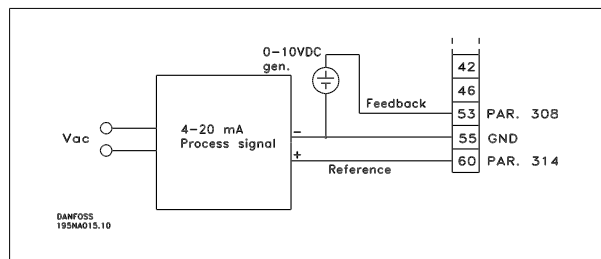 0-10VDC
gen.
42
46
Feedback
53 PAR. 308
4-20 mA
Process signal
Vac
-
55 GND
+
60 PAR. 314
Reference
DANFOSS
195NA015.10